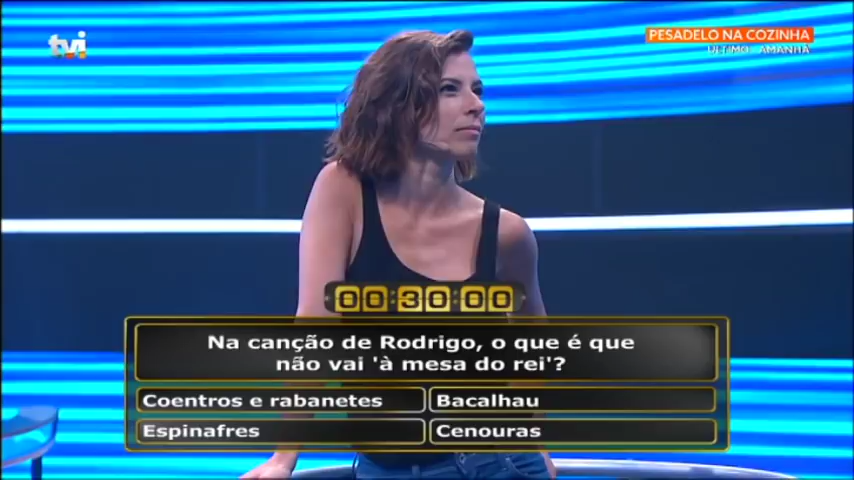 tvi
PESADELO NA COZINHA
ÚLTIMO AMANHÃ
00:30:00
Na canção de Rodrigo, o que é que
não vai 'à mesa do rei'?
Coentros e rabanetes
Bacalhau
Espinafres
Cenouras